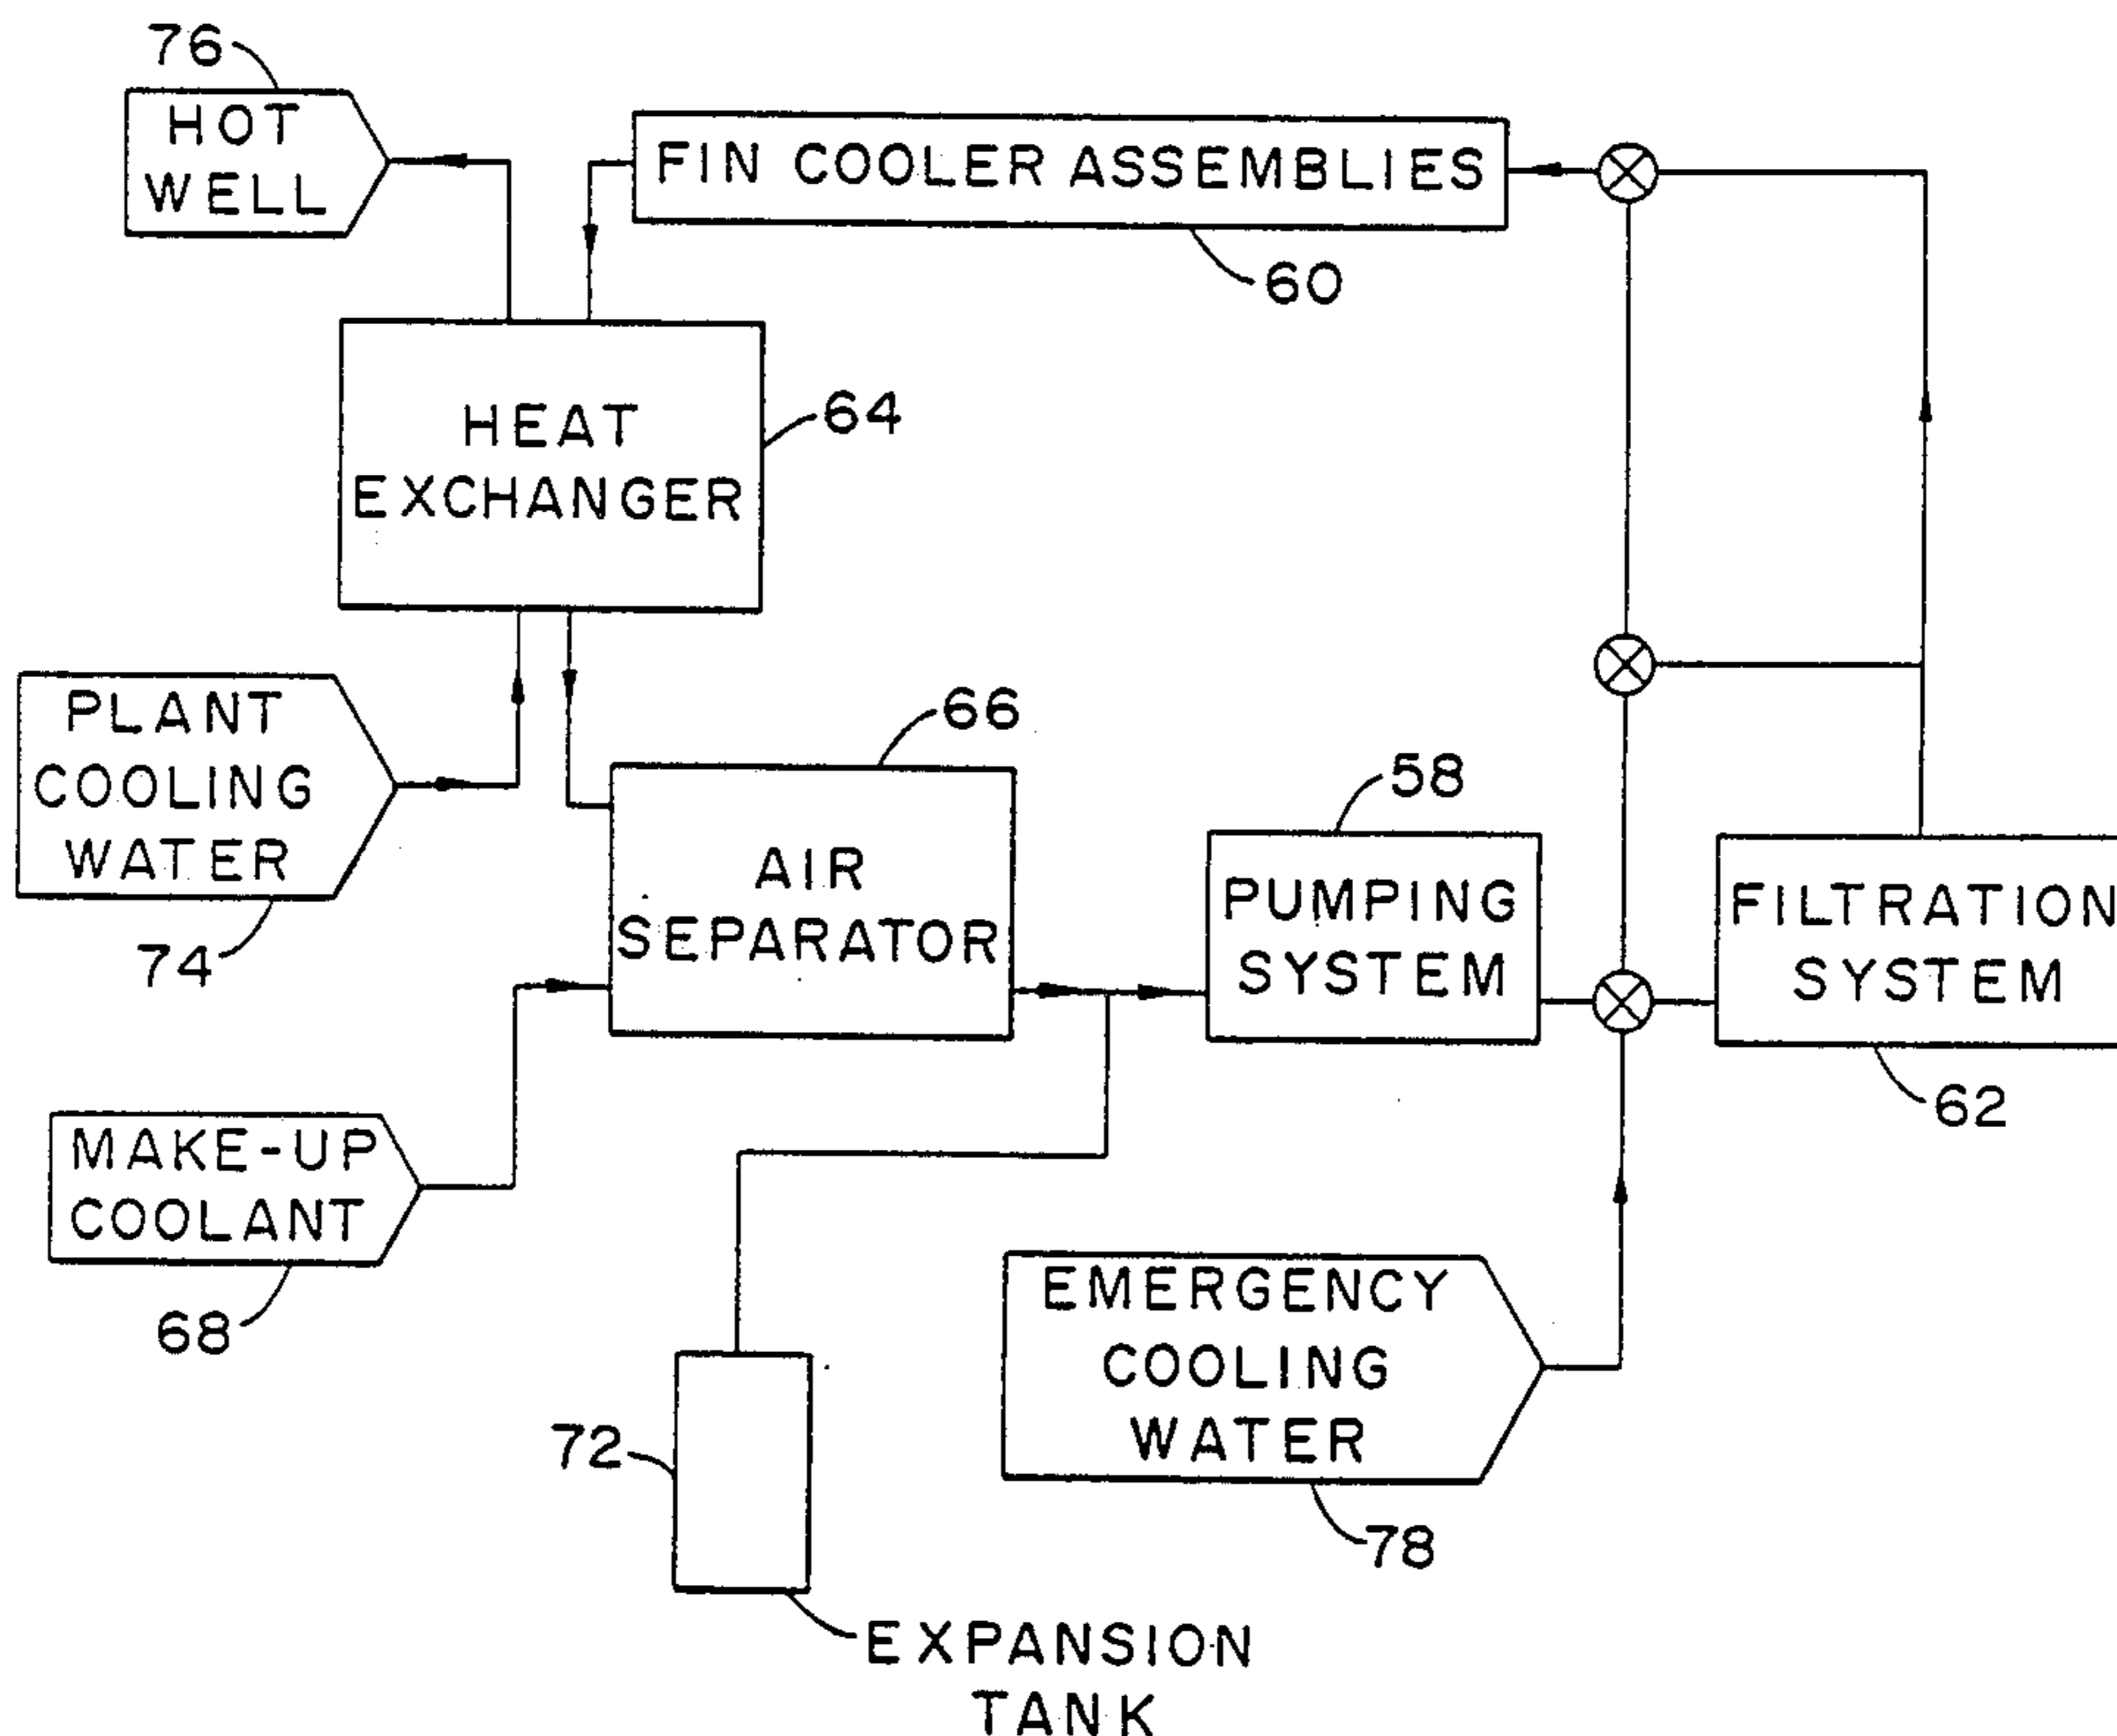 76
HOT
WELL
FIN COOLER ASSEMBLIES
60
HEAT
EXCHANGER
64
PLANT
COOLING
WATER
74
66
AIR
SEPARATOR
58
PUMPING
SYSTEM
FILTRATION
SYSTEM
62
MAKE-UP
COOLANT
68
EMERGENCY
COOLING
WATER
78
72
EXPANSION
TANK